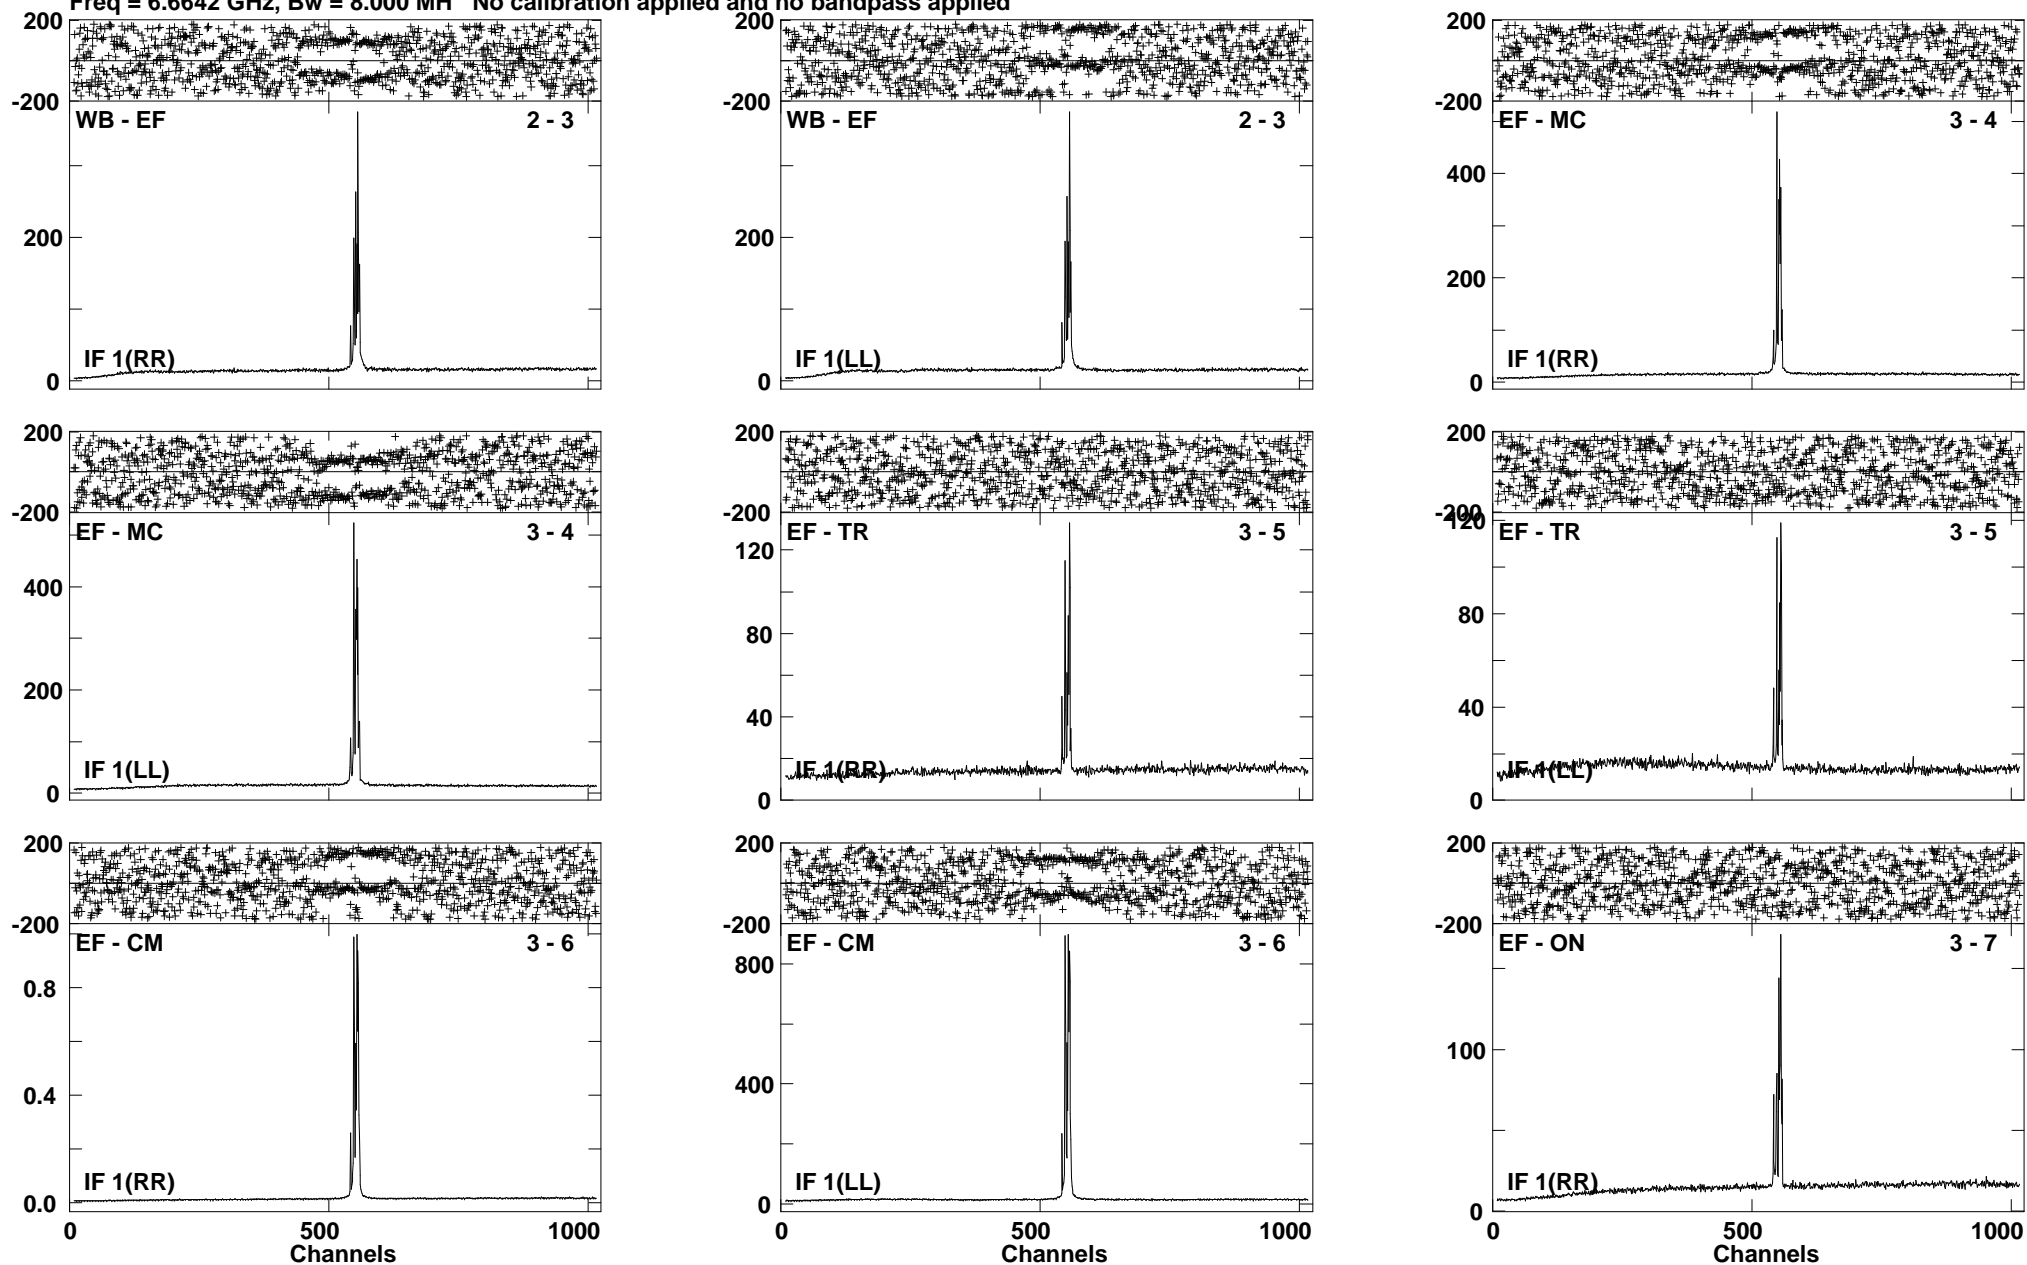 Freq = 6.6642 GHz, Bw = 8.000 MH No calibration applied and no bandpass applied
200 200 200
-200 -200 -200
WB - EF 2 - 3 WB - EF 2 - 3 EF - MC 3 - 4
400
200 200 200
IF 1(RR) IF 1(LL) IF 1(RR)
0 0 0
200 200 200
-200 -200 -200
120
EF - MC 3 - 4 EF - TR 3 - 5 EF - TR 3 - 5
400 120 80
80
200 40 40
IF 1(LL) IF 1(RR) IF 1(LL)
0 0 0
200 200 200
-200 -200 -200
EF - CM 3 - 6 EF - CM 3 - 6 EF - ON 3 - 7
0.8 800
100
0.4 400
IF 1(RR) IF 1(LL) IF 1(RR)
0.0 0 0
0 500 1000 0 500 1000 0 500 1000
Channels Channels Channels